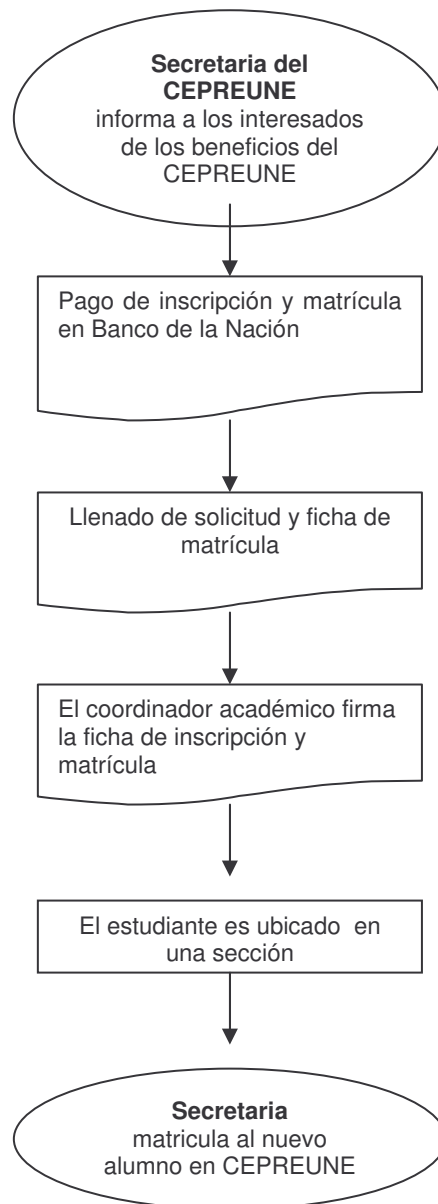 Secretaria del
CEPREUNE
informa a los interesados
de los beneficios del
CEPREUNE
Pago de inscripción y matrícula
en Banco de la Nación
Llenado de solicitud y ficha de
matrícula
El coordinador académico firma
la ficha de inscripción y
matrícula
El estudiante es ubicado en
una sección
Secretaria
matricula al nuevo
alumno en CEPREUNE